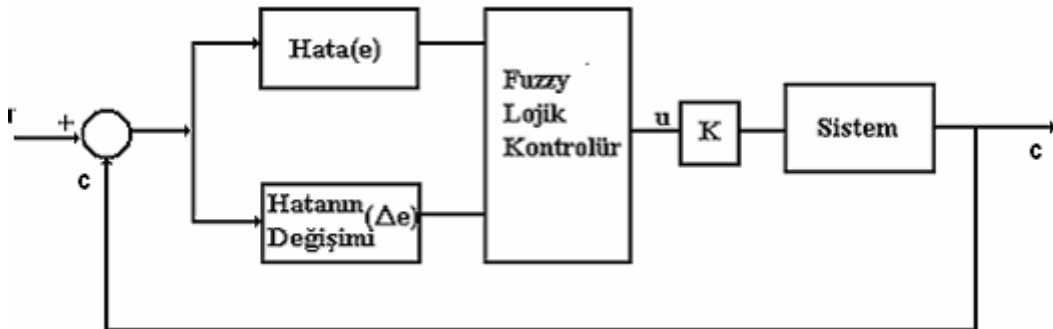 Hata(e)
r
+
c
Hatanın
Değişimi
(Δe)
Fuzzy
Lojik
Kontrolür
u
K
Sistem
c